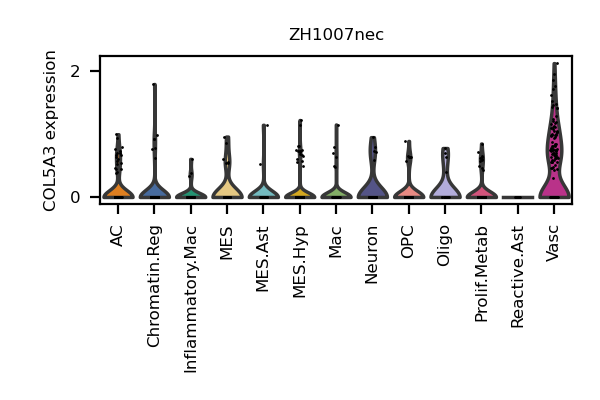 ZH1007nec
COL5A3 expression
2
0
AC
Chromatin.Reg
Inflammatory.Mac
MES
MES.Ast
MES.Hyp
Mac
Neuron
OPC
Oligo
Prolif.Metab
Reactive.Ast
Vasc